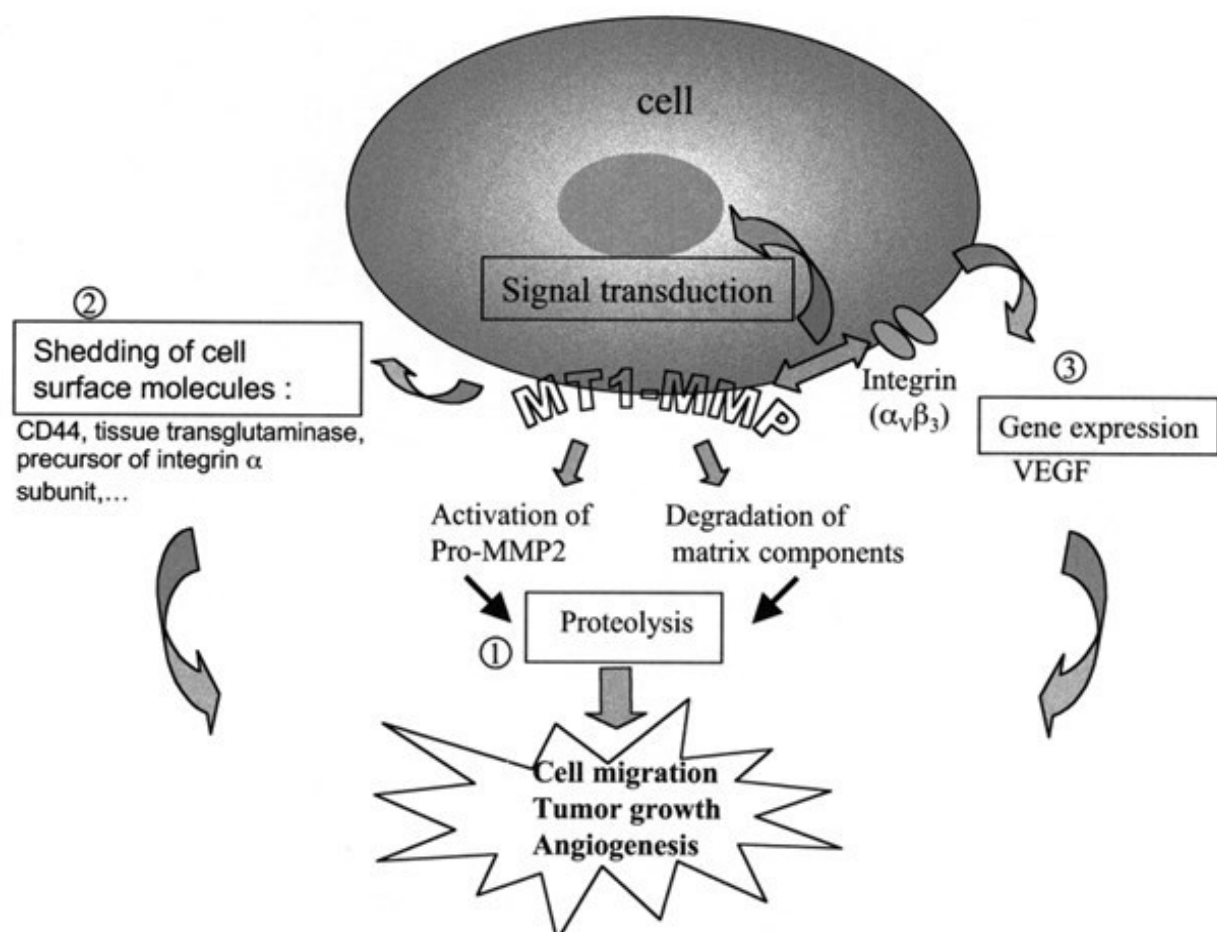 cell
Signal transduction
②
Shedding of cell
surface molecules :
CD44, tissue transglutaminase,
precursor of integrin α
subunit,...
MT1-MMP
Integrin
(αvβ3)
③
Gene expression
VEGF
Activation of
Pro-MMP2
Degradation of
matrix components
Proteolysis
①
Cell migration
Tumor growth
Angiogenesis